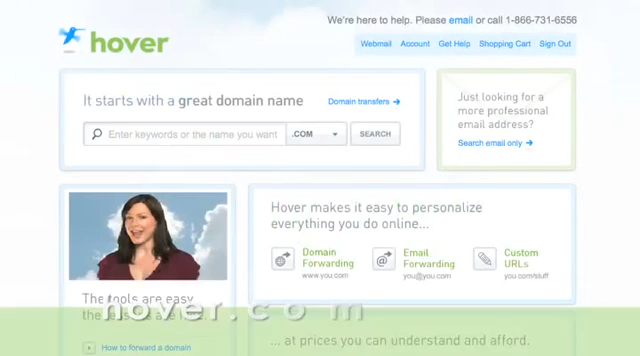 We're here to help. Please email or call 1-866-731-6556
hover
Webmail Account Get Help Shopping Cart Sign Out
It starts with a great domain name
Domain transfers
Enter keywords or the name you want
.COM
SEARCH
Just looking for a
more professional
email address?
Search email only
Hover makes it easy to personalize
everything you do online...
Domain
Forwarding
www.you.com
Email
Forwarding
you@you.com
Custom
URLs
you.com/stuff
The tools are easy,
hover.com
How to forward a domain
... at prices you can understand and afford.